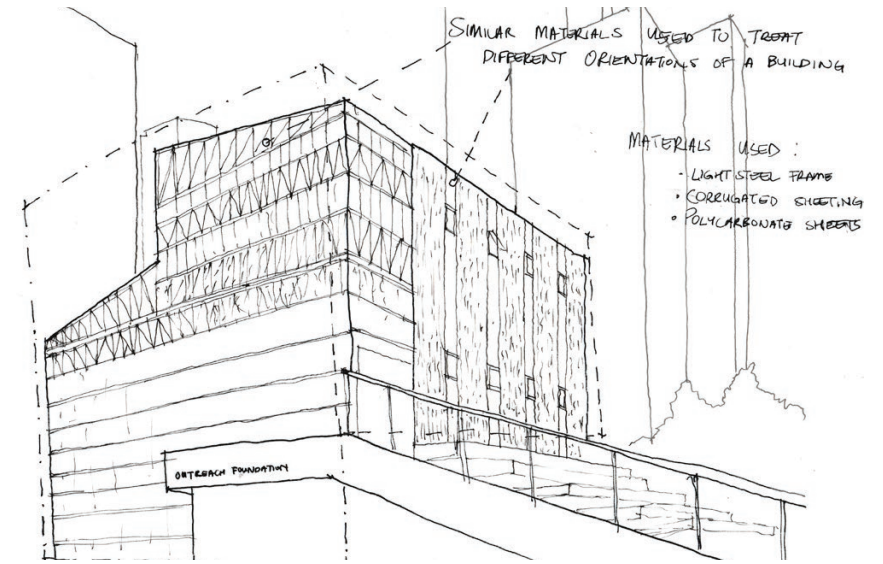 SIMILAR MATERIALS USED TO TREAT
DIFFERENT ORIENTATIONS OF A BUILDING
MATERIALS USED :
• LIGHT STEEL FRAME
• CORRUGATED SHEETING
• POLYCARBONATE SHEETS
OUTREACH FOUNDATION